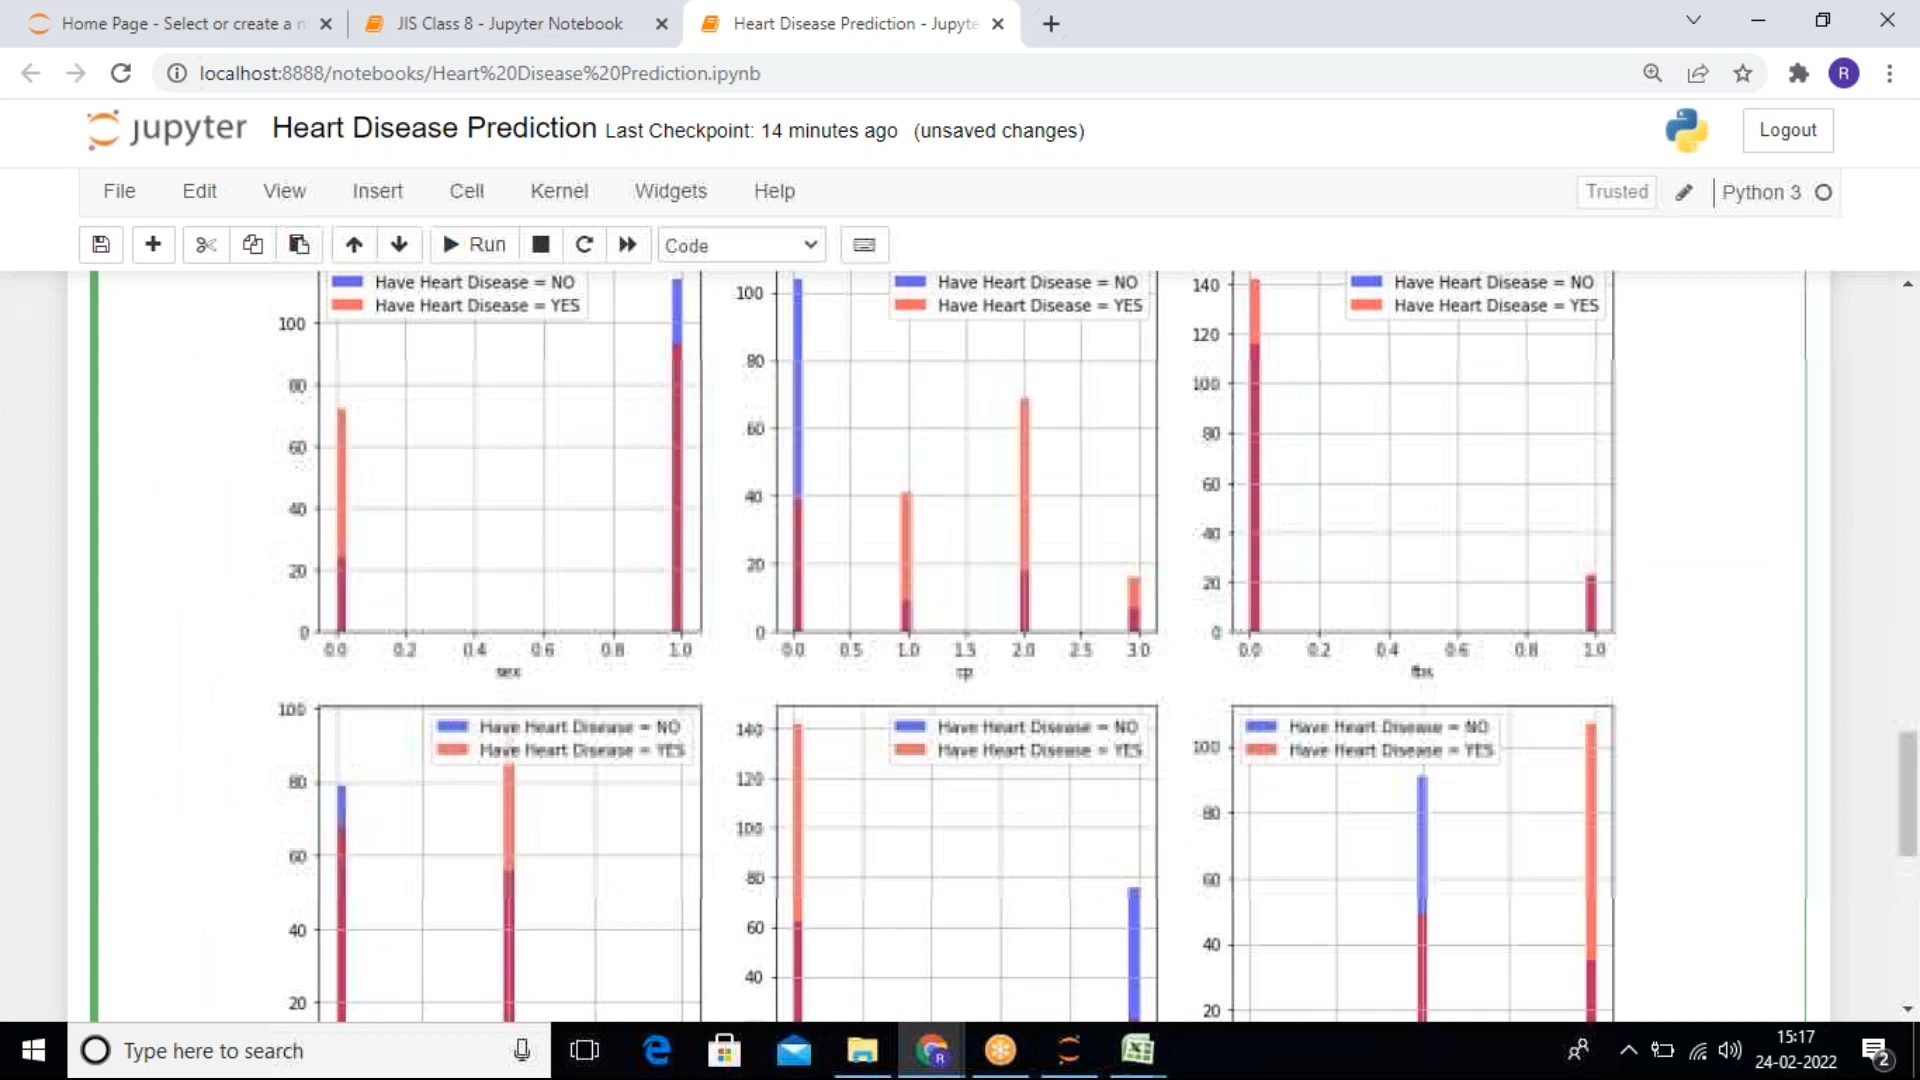 Home Page - Select or create a n
JIS Class 8 - Jupyter Notebook
Heart Disease Prediction - Jupyte
localhost:8888/notebooks/Heart%20Disease%20Prediction.ipynb
R
jupyter Heart Disease Prediction Last Checkpoint: 14 minutes ago (unsaved changes)
Logout
File Edit View Insert Cell Kernel Widgets Help
Trusted
Python 3
Run
Code
Have Heart Disease = NO
Have Heart Disease = YES
100
80
60
40
20
0
0.0 0.2 0.4 0.6 0.8 1.0
sex
Have Heart Disease = NO
Have Heart Disease = YES
100
80
60
40
20
0
0.0 0.5 1.0 1.5 2.0 2.5 3.0
cp
Have Heart Disease = NO
Have Heart Disease = YES
140
120
100
80
60
40
20
0
0.0 0.2 0.4 0.6 0.8 1.0
fbs
Have Heart Disease = NO
Have Heart Disease = YES
100
80
60
40
20
Have Heart Disease = NO
Have Heart Disease = YES
140
120
100
80
60
40
Have Heart Disease = NO
Have Heart Disease = YES
100
80
60
40
20
Type here to search
R
15:17
24-02-2022
2